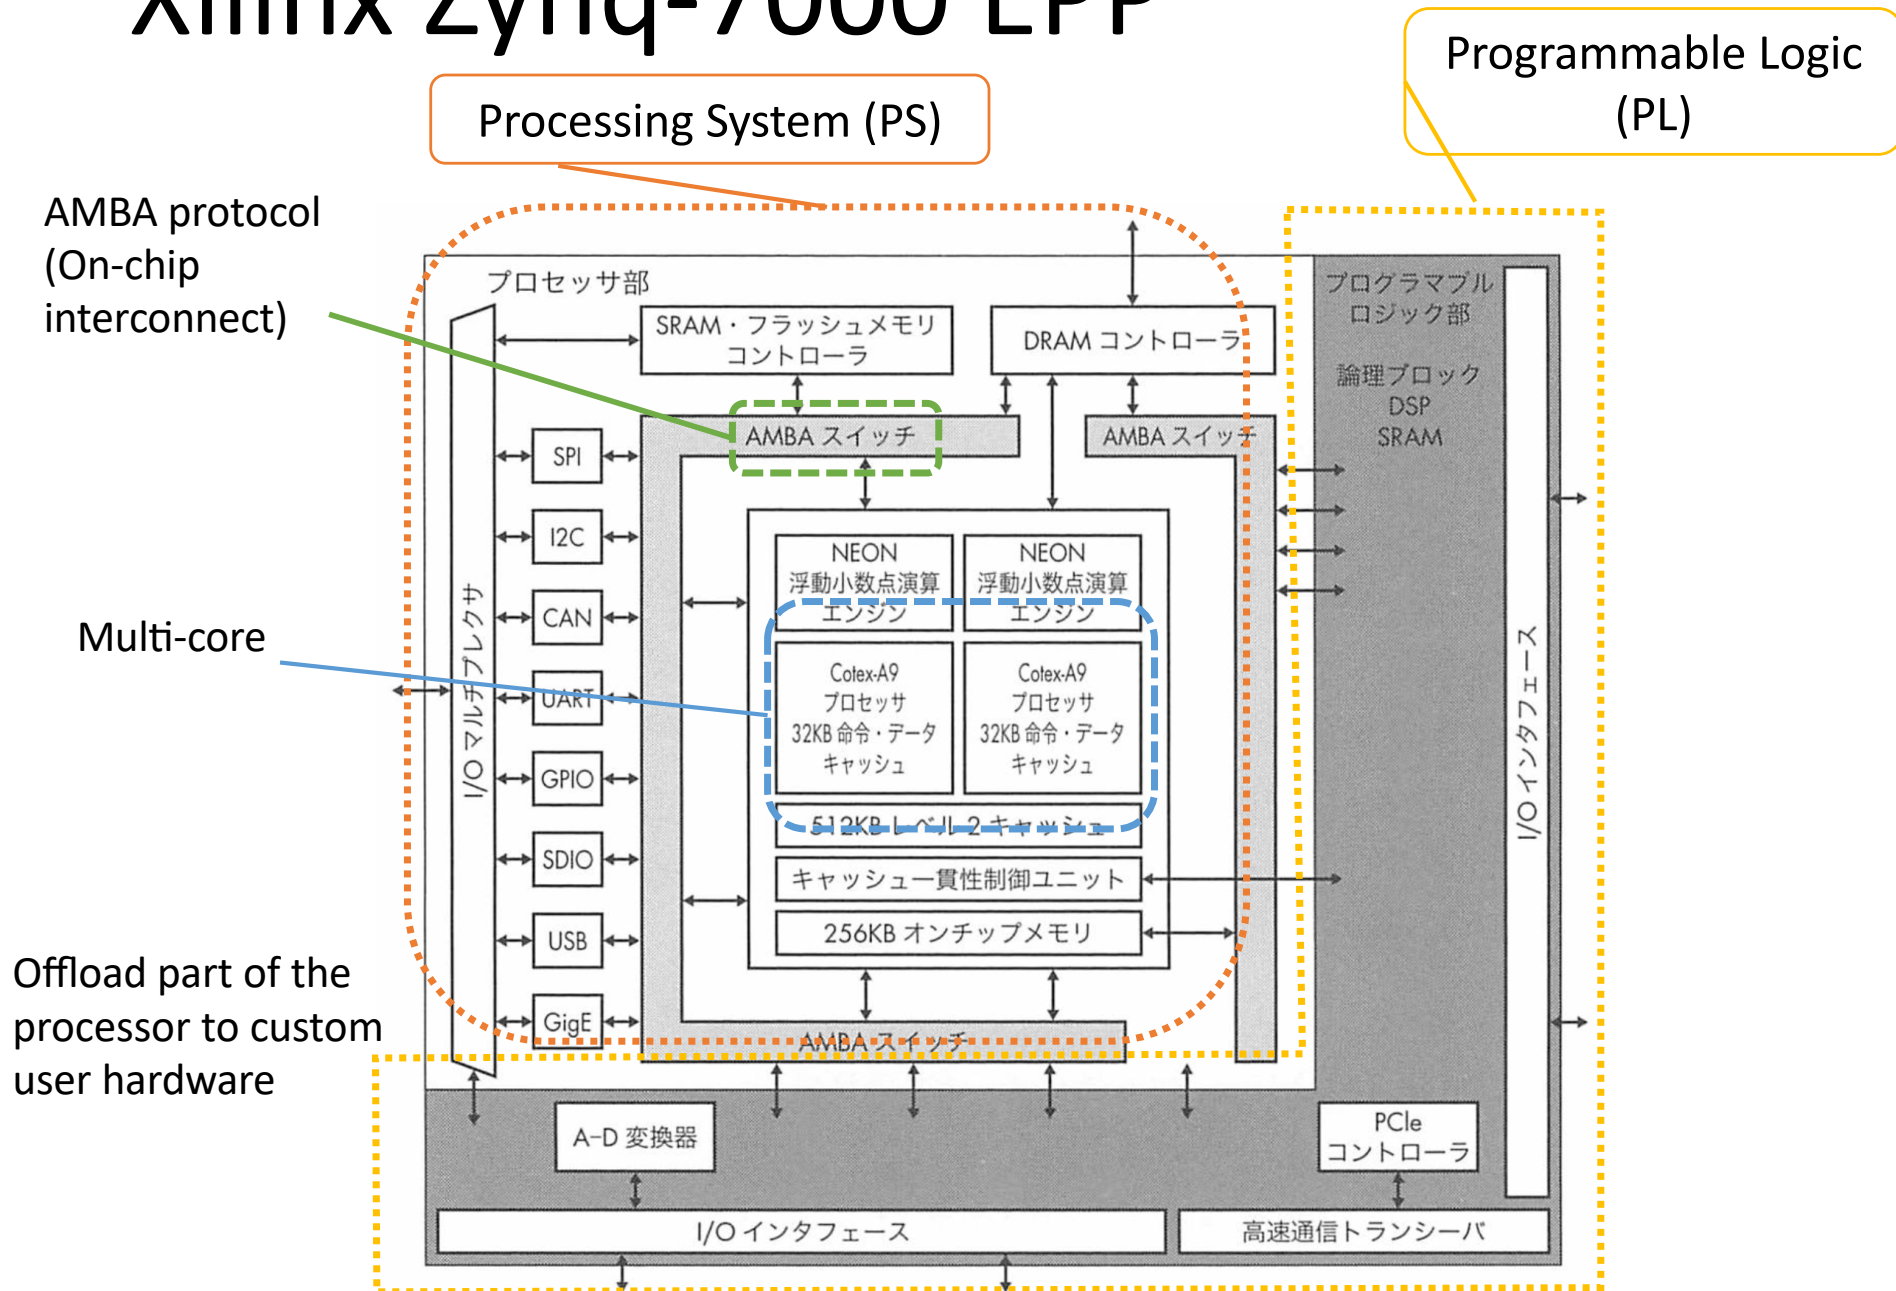 Xilinx Zynq-7000 EPP
Processing System (PS)
Programmable Logic
(PL)
AMBA protocol
(On-chip
interconnect)
Multi-core
Offload part of the
processor to custom
user hardware
プロセッサ部
SRAM・フラッシュメモリ
コントローラ
DRAM コントローラ
プログラマブル
ロジック部
論理ブロック
DSP
SRAM
AMBA スイッチ
AMBA スイッチ
I/O マルチプレクサ
SPI
I2C
CAN
UART
GPIO
SDIO
USB
GigE
NEON
浮動小数点演算
エンジン
NEON
浮動小数点演算
エンジン
Cotex-A9
プロセッサ
32KB 命令・データ
キャッシュ
Cotex-A9
プロセッサ
32KB 命令・データ
キャッシュ
512KB レベル 2 キャッシュ
キャッシュ一貫性制御ユニット
256KB オンチップメモリ
AMBA スイッチ
I/O インタフェース
A-D 変換器
PCIe
コントローラ
I/O インタフェース
高速通信トランシーバ